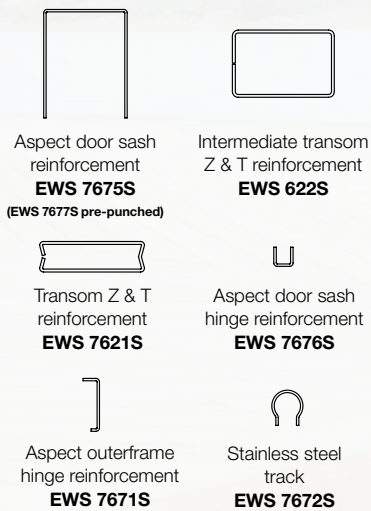 Aspect door sash
reinforcement
EWS 7675S
(EWS 7677S pre-punched)
Intermediate transom
Z & T reinforcement
EWS 622S
Transom Z & T
reinforcement
EWS 7621S
Aspect door sash
hinge reinforcement
EWS 7676S
Aspect outerframe
hinge reinforcement
EWS 7671S
Stainless steel
track
EWS 7672S